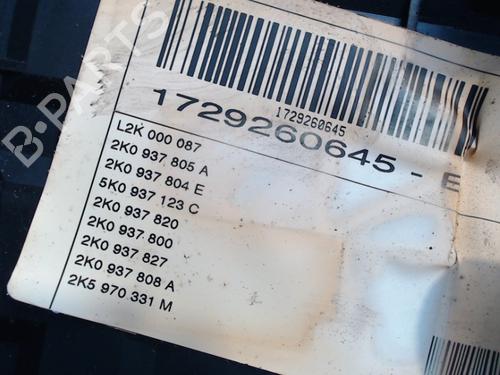 B-PARTS
1729260645
1729260645 - E
L2K 000 087
2K0 937 805 A
2K0 937 804 E
5K0 937 123 C
2K0 937 820
2K0 937 800
2K0 937 827
2K0 937 808 A
2K5 970 331 M